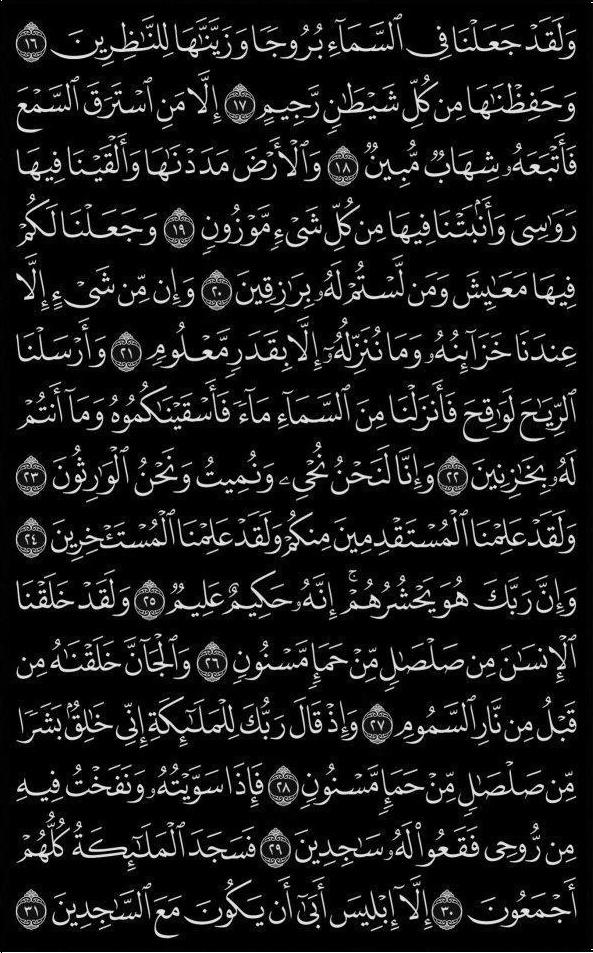 وَلَقَدۡ جَعَلۡنَا فِي ٱلسَّمَآءِ بُرُوجٗا وَزَيَّنَّٰهَا لِلنَّٰظِرِينَ ١٦
وَحَفِظۡنَٰهَا مِن كُلِّ شَيۡطَٰنٖ رَّجِيمٍ ١٧ إِلَّا مَنِ ٱسۡتَرَقَ ٱلسَّمۡعَ
فَأَتۡبَعَهُۥ شِهَابٞ مُّبِينٞ ١٨ وَٱلۡأَرۡضَ مَدَدۡنَٰهَا وَأَلۡقَيۡنَا فِيهَا
رَوَٰسِيَ وَأَنۢبَتۡنَا فِيهَا مِن كُلِّ شَيۡءٖ مَّوۡزُونٖ ١٩ وَجَعَلۡنَا لَكُمۡ
فِيهَا مَعَٰيِشَ وَمَن لَّسۡتُمۡ لَهُۥ بِرَٰزِقِينَ ٢٠ وَإِن مِّن شَيۡءٍ إِلَّا
عِندَنَا خَزَآئِنُهُۥ وَمَا نُنَزِّلُهُۥٓ إِلَّا بِقَدَرٖ مَّعۡلُومٖ ٢١ وَأَرۡسَلۡنَا
ٱلرِّيَٰحَ لَوَٰقِحَ فَأَنزَلۡنَا مِنَ ٱلسَّمَآءِ مَآءٗ فَأَسۡقَيۡنَٰكُمُوهُ وَمَآ أَنتُمۡ
لَهُۥ بِخَٰزِنِينَ ٢٢ وَإِنَّا لَنَحۡنُ نُحۡيِۦ وَنُمِيتُ وَنَحۡنُ ٱلۡوَٰرِثُونَ ٢٣
وَلَقَدۡ عَلِمۡنَا ٱلۡمُسۡتَقۡدِمِينَ مِنكُمۡ وَلَقَدۡ عَلِمۡنَا ٱلۡمُسۡتَـٔۡخِرِينَ ٢٤
وَإِنَّ رَبَّكَ هُوَ يَحۡشُرُهُمۡۚ إِنَّهُۥ حَكِيمٌ عَلِيمٞ ٢٥ وَلَقَدۡ خَلَقۡنَا
ٱلۡإِنسَٰنَ مِن صَلۡصَٰلٖ مِّنۡ حَمَإٖ مَّسۡنُونٖ ٢٦ وَٱلۡجَآنَّ خَلَقۡنَٰهُ مِن
قَبۡلُ مِن نَّارِ ٱلسَّمُومِ ٢٧ وَإِذۡ قَالَ رَبُّكَ لِلۡمَلَٰٓئِكَةِ إِنِّي خَٰلِقُۢ بَشَرٗا
مِّن صَلۡصَٰلٖ مِّنۡ حَمَإٖ مَّسۡنُونٖ ٢٨ فَإِذَا سَوَّيۡتُهُۥ وَنَفَخۡتُ فِيهِ
مِن رُّوحِي فَقَعُواْ لَهُۥ سَٰجِدِينَ ٢٩ فَسَجَدَ ٱلۡمَلَٰٓئِكَةُ كُلُّهُمۡ
أَجۡمَعُونَ ٣٠ إِلَّآ إِبۡلِيسَ أَبَىٰٓ أَن يَكُونَ مَعَ ٱلسَّٰجِدِينَ ٣١